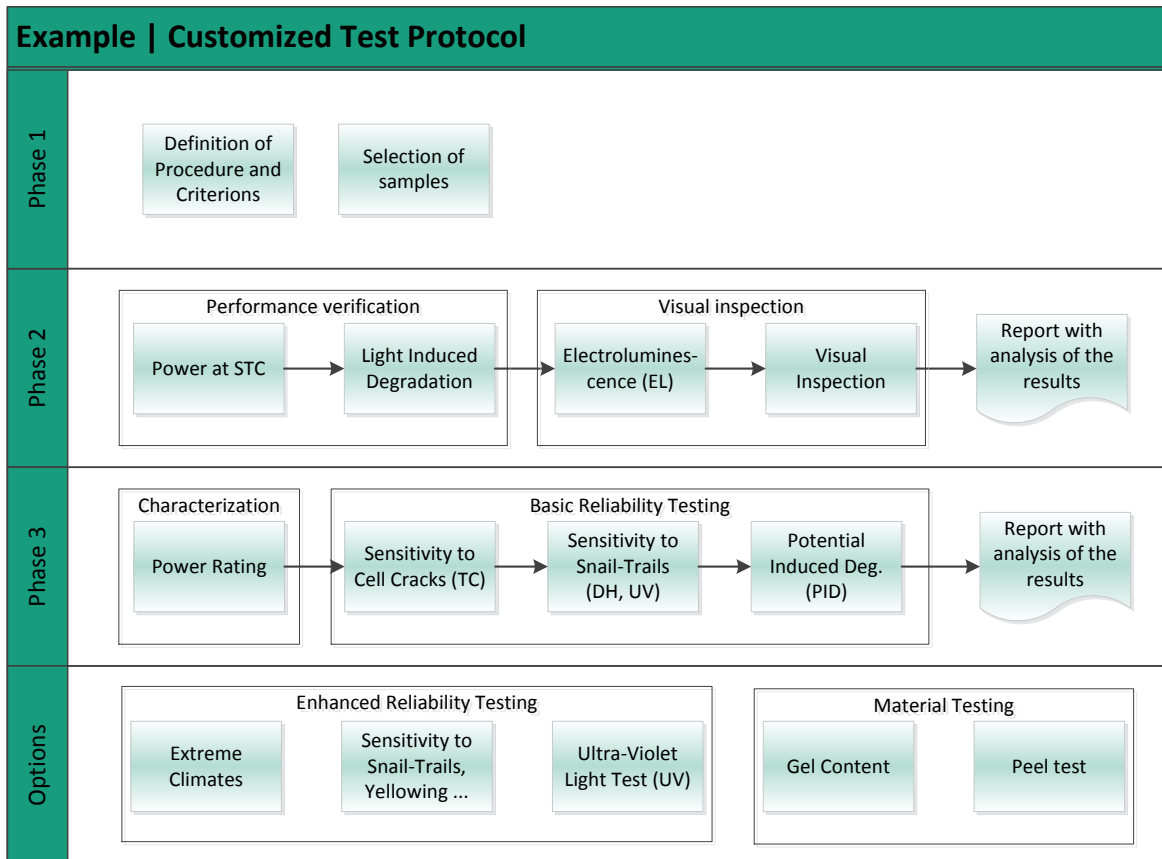 Example | Customized Test Protocol
Phase 1
Definition of
Procedure and
Criterions
Selection of
samples
Phase 2
Performance verification
Power at STC
Light Induced
Degradation
Visual inspection
Electrolumines-
cence (EL)
Visual
Inspection
Report with
analysis of the
results
Phase 3
Characterization
Power Rating
Basic Reliability Testing
Sensitivity to
Cell Cracks (TC)
Sensitivity to
Snail-Trails
(DH, UV)
Potential
Induced Deg.
(PID)
Report with
analysis of the
results
Options
Enhanced Reliability Testing
Extreme
Climates
Sensitivity to
Snail-Trails,
Yellowing ...
Ultra-Violet
Light Test (UV)
Material Testing
Gel Content
Peel test